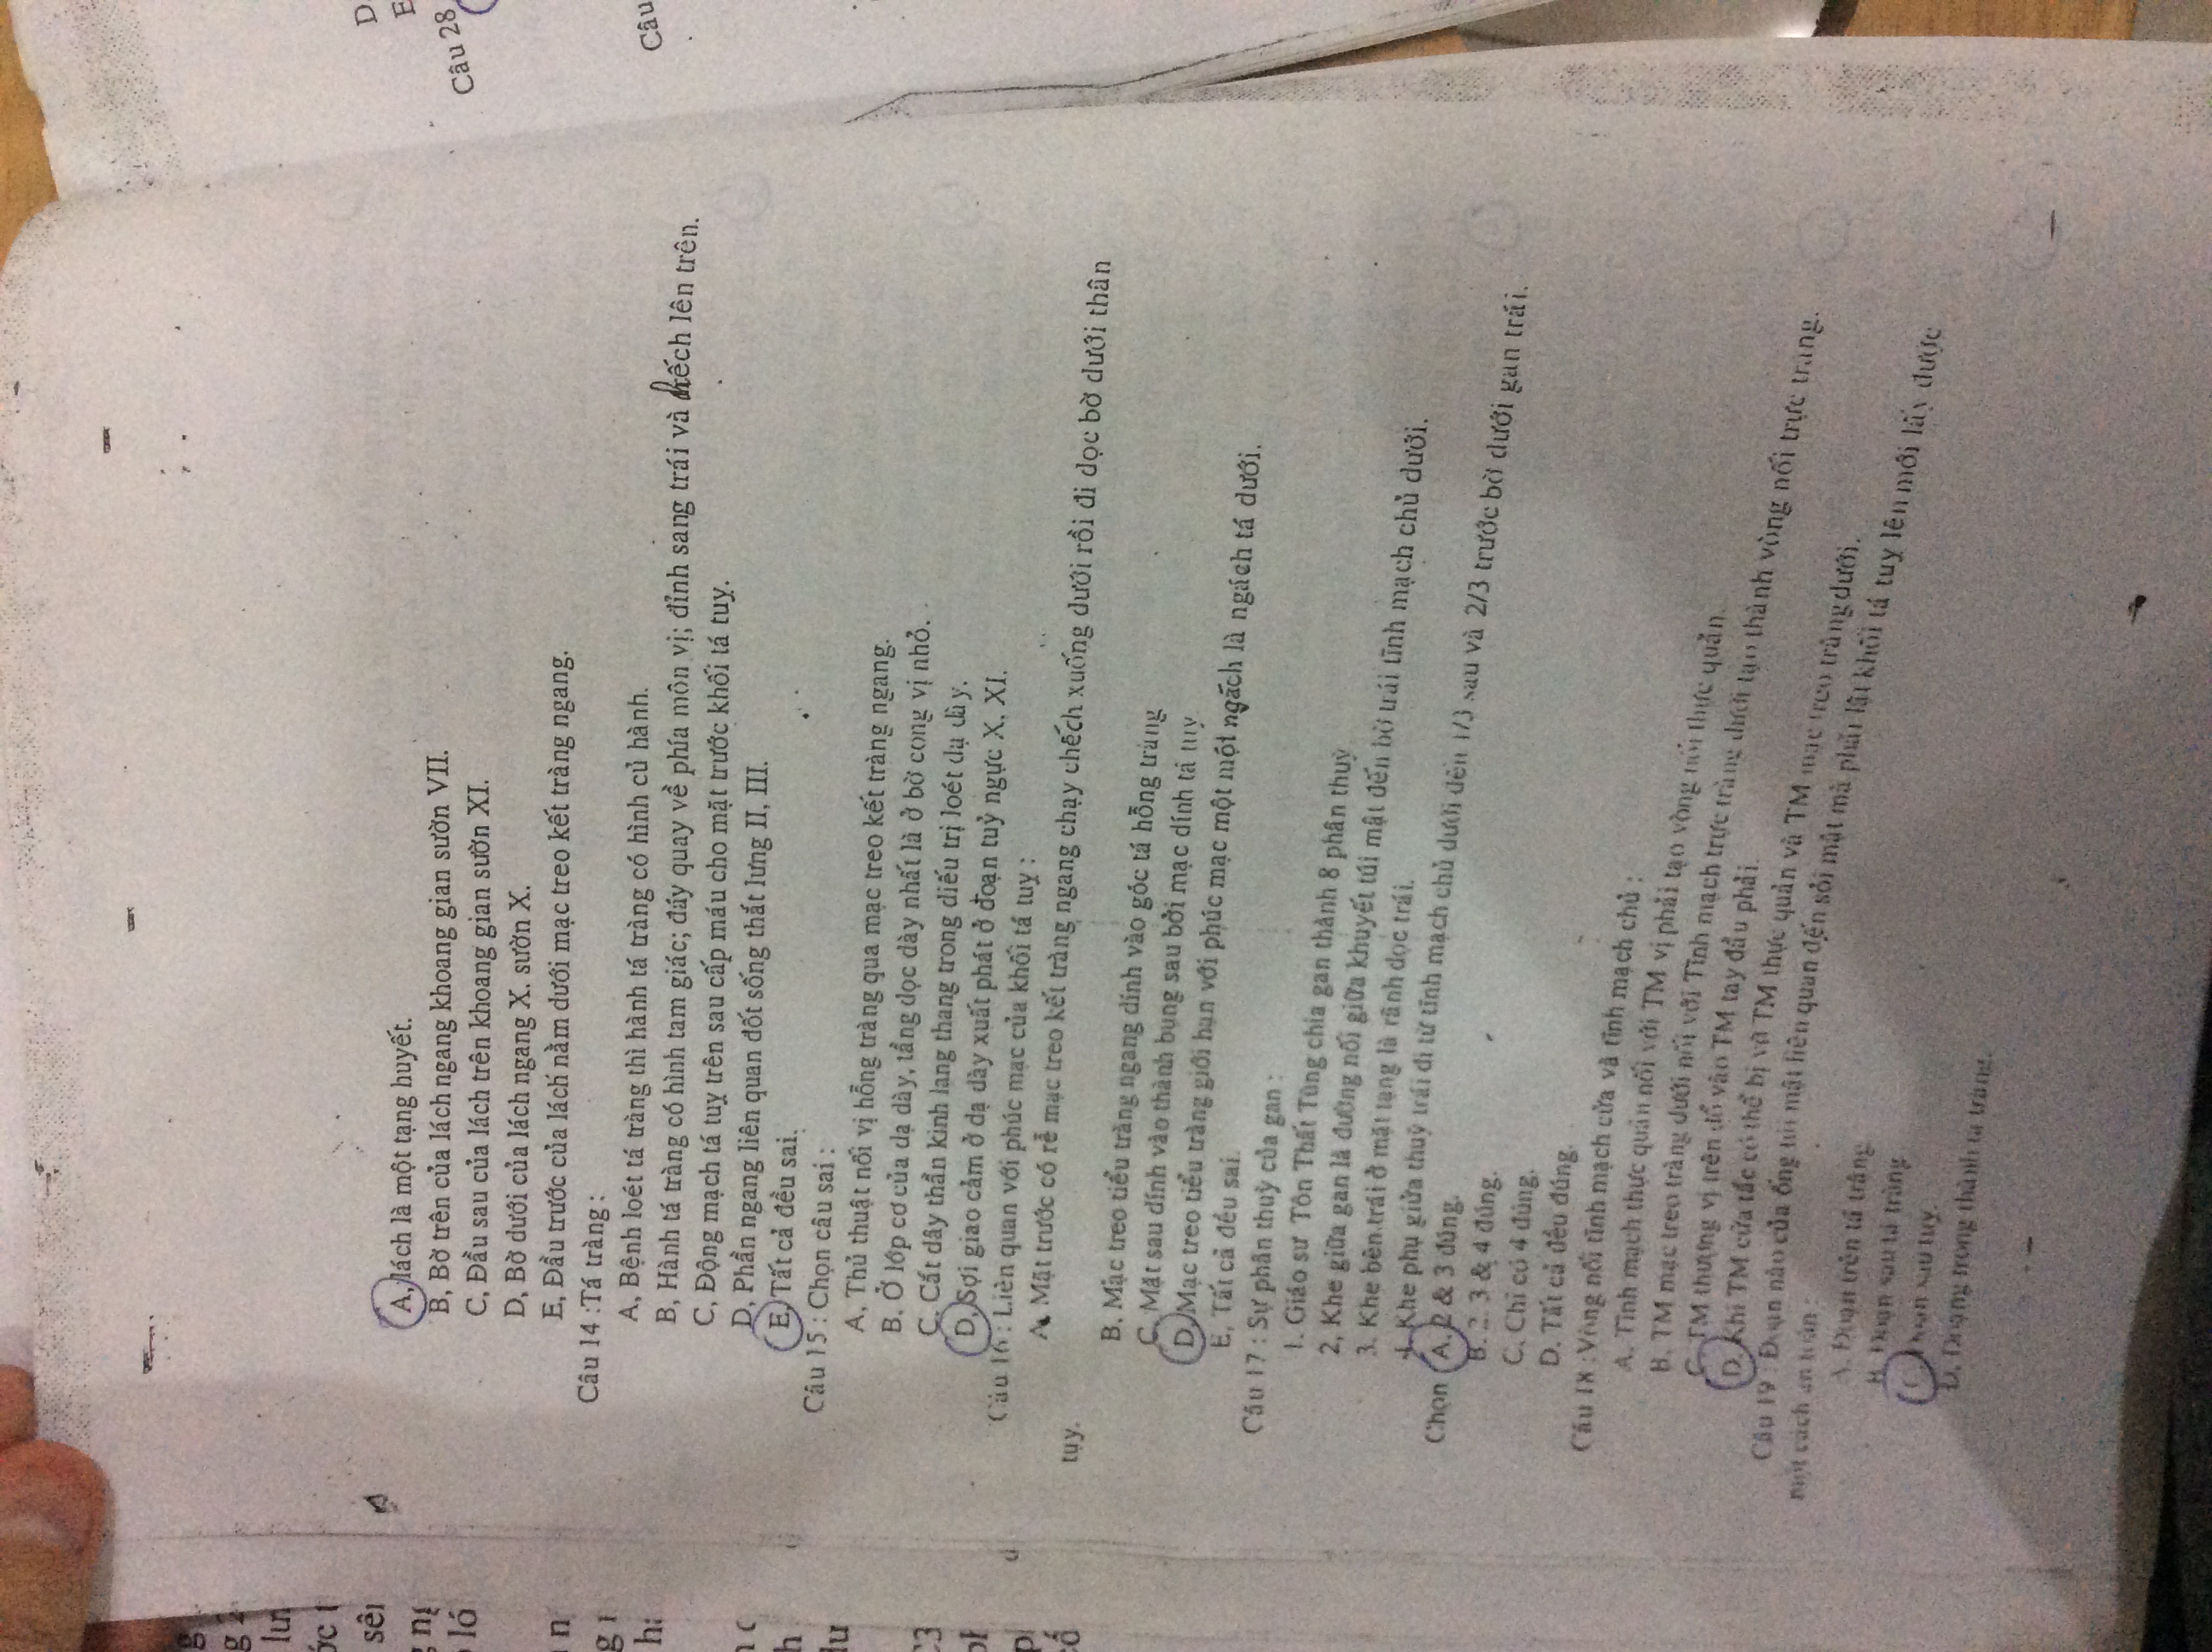 A, lách là một tạng huyết.
B, Bờ trên của lách ngang khoang gian sườn VII.
C, Đầu sau của lách trên khoang gian sườn XI.
D, Bờ dưới của lách ngang X. sườn X.
E, Đầu trước của lách nằm dưới mạc treo kết tràng ngang.
Câu 14 :Tá tràng :
A, Bệnh loét tá tràng thì hành tá tràng có hình củ hành.
B, Hành tá tràng có hình tam giác; đáy quay về phía môn vị; đỉnh sang trái và chếch lên trên.
C, Động mạch tá tuỵ trên sau cấp máu cho mặt trước khối tá tuỵ.
D, Phần ngang liên quan đốt sống thắt lưng II, III.
E, Tất cả đều sai.
Câu 15 : Chọn câu sai :
A, Thủ thuật nối vị hỗng tràng qua mạc treo kết tràng ngang.
B. Ở lớp cơ của dạ dày, tầng dọc dày nhất là ở bờ cong vị nhỏ.
C. Cắt dây thần kinh lang thang trong diếu trị loét dạ dày.
D, Sợi giao cảm ở dạ dày xuất phát ở đoạn tuỷ ngực X, XI.
Câu 16 : Liên quan với phúc mạc của khối tá tuỵ :
A. Mặt trước có rễ mạc treo kết tràng ngang chạy chếch xuống dưới rồi đi dọc bờ dưới thân
tụy.
B. Mạc treo tiểu tràng ngang dính vào góc tá hỗng tràng
C. Mặt sau dính vào thành bụng sau bởi mạc dính tá tuỵ
D, Mạc treo tiểu tràng giới hạn với phúc mạc một một ngách là ngách tá dưới.
E, Tất cả đều sai.
Câu 17 : Sự phân thuỳ của gan :
1. Giáo sư Tôn Thất Tùng chia gan thành 8 phân thuỳ
2, Khe giữa gan là đường nối giữa khuyết túi mật đến bờ trái tĩnh mạch chủ dưới.
3. Khe bên trái ở mặt tạng là rãnh dọc trái.
4. Khe phụ giửa thuỳ trái đi từ tĩnh mạch chủ dưới đến 1/3 sau và 2/3 trước bờ dưới gan trái.
Chọn A. 2 & 3 đúng.
B. 2. 3 & 4 đúng.
C. Chỉ có 4 đúng.
D. Tất cả đều đúng.
Câu 18 :Vòng nối tĩnh mạch cửa và tĩnh mạch chủ :
A. Tĩnh mạch thực quản nối với TM vị phải tạo vòng nối thực quản.
B. TM mạc treo tràng dưới nối với Tĩnh mạch trực tràng dưới tạo thành vòng nối trực tràng.
C. TM thượng vị trên đổ vào TM tay đầu phải.
D. Khi TM cửa tắc có thể bị vỡ TM thực quản và TM mạc treo tràng dưới.
Câu 19 : Đoạn nào của ống túi mật liên quan đến sỏi mật mà phải lật khối tá tuỵ lên mới lấy được
một cách an toàn :
A. Đoạn trên tá tràng
B. Đoạn sau tá tràng
C. Đoạn sau tuỵ.
D. Đoạng trong thành tá tràng.
D
E
Câu 28
Câu